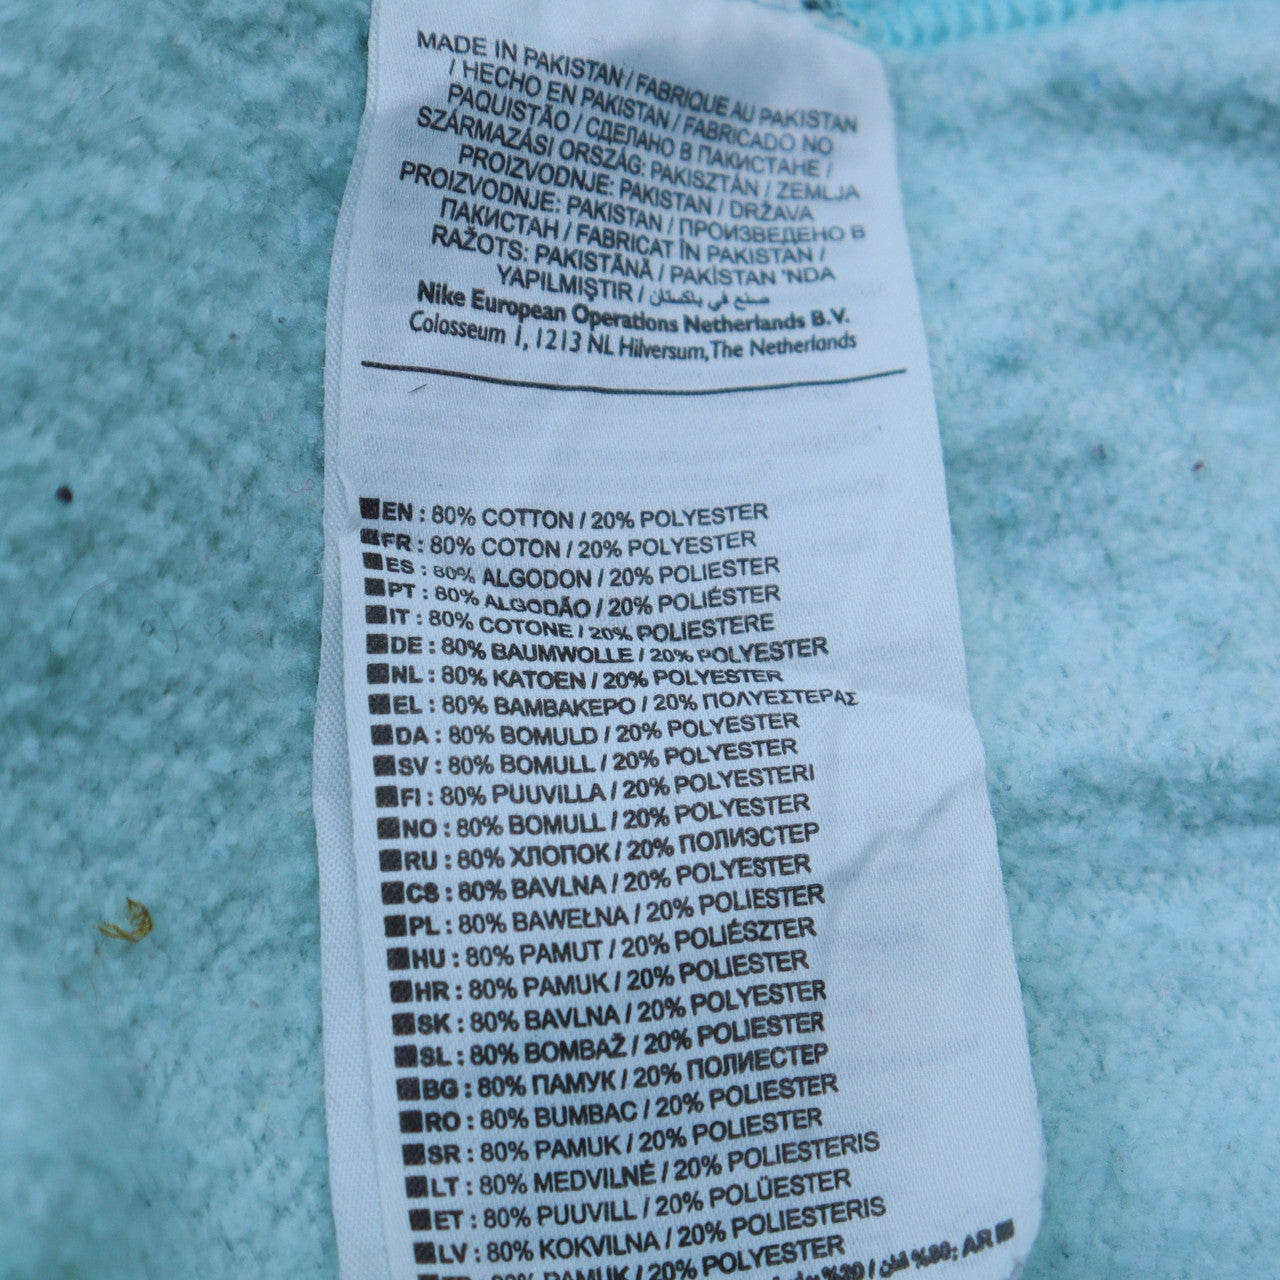 MADE IN PAKISTAN / FABRIQUE AU PAKISTAN
/ HECHO EN PAKISTAN / FABRICADO NO
PAQUISTÃO / СДЕЛАНО В ПАКИСТАНЕ /
SZÁRMAZÁSI ORSZÁG: PAKISZTÁN / ZEMLJA
PROIZVODNJE: PAKISTAN / DRŽAVA
PROIZVODNJE: PAKISTAN / ПРОИЗВЕДЕНО В
ПАКИСТАН / FABRICAT ÎN PAKISTAN /
RAŽOTS: PAKISTĀNĀ / PAKİSTAN 'NDA
YAPILMIŞTIR / صنع في باكستان
Nike European Operations Netherlands B.V.
Colosseum 1, 1213 NL Hilversum, The Netherlands
EN : 80% COTTON / 20% POLYESTER
FR : 80% COTON / 20% POLYESTER
ES : 80% ALGODON / 20% POLIESTER
PT : 80% ALGODÃO / 20% POLIÉSTER
IT : 80% COTONE / 20% POLIESTERE
DE : 80% BAUMWOLLE / 20% POLYESTER
NL : 80% KATOEN / 20% POLYESTER
EL : 80% ΒΑΜΒΑΚΕΡΟ / 20% ΠΟΛΥΕΣΤΕΡΑΣ
DA : 80% BOMULD / 20% POLYESTER
SV : 80% BOMULL / 20% POLYESTER
FI : 80% PUUVILLA / 20% POLYESTERI
NO : 80% BOMULL / 20% POLYESTER
RU : 80% ХЛОПОК / 20% ПОЛИЭСТЕР
CS : 80% BAVLNA / 20% POLYESTER
PL : 80% BAWEŁNA / 20% POLIESTER
HU : 80% PAMUT / 20% POLIÉSZTER
HR : 80% PAMUK / 20% POLIESTER
SK : 80% BAVLNA / 20% POLYESTER
SL : 80% BOMBAŽ / 20% POLIESTER
BG : 80% ПАМУК / 20% ПОЛИЕСТЕР
RO : 80% BUMBAC / 20% POLIESTER
SR : 80% PAMUK / 20% POLIESTER
LT : 80% MEDVILNĖ / 20% POLIESTERIS
ET : 80% PUUVILL / 20% POLÜESTER
LV : 80% KOKVILNA / 20% POLIESTERIS
80% PAMUK / 20% POLYESTER
AR :%80 قطن / %20